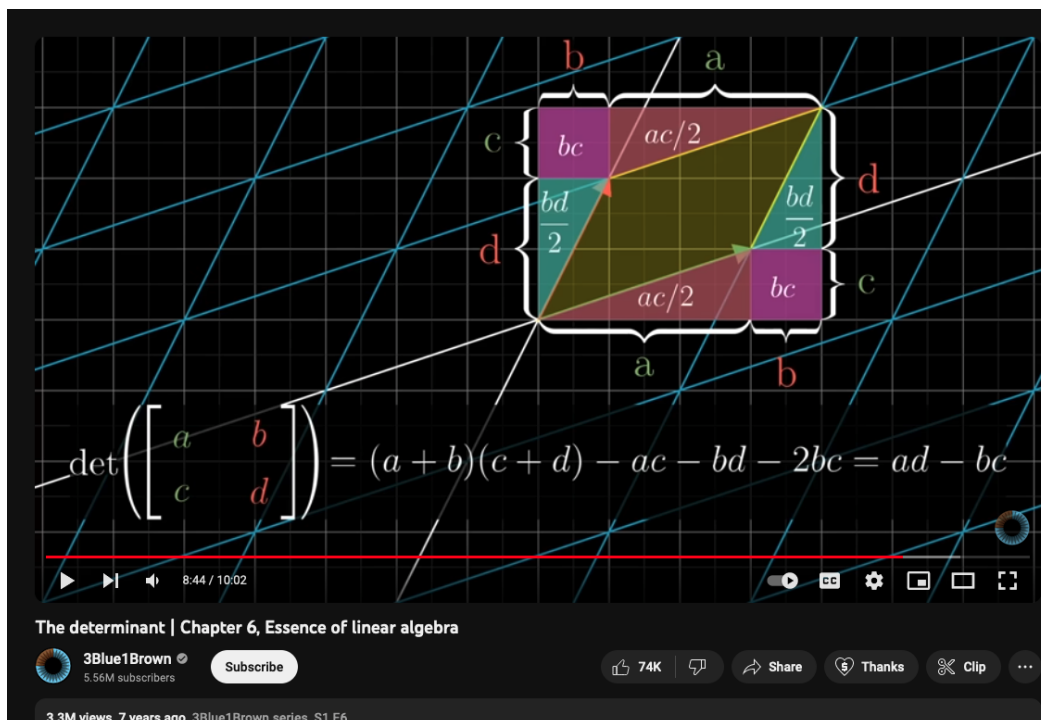 b a
c bc ac/2
d bd/2 bd/2 d
ac/2 bc c
a b
det([a b c d]) = (a + b)(c + d) − ac − bd − 2bc = ad − bc
8:44 / 10:02
CC
The determinant | Chapter 6, Essence of linear algebra
3Blue1Brown
5.56M subscribers
Subscribe
74K
Share
Thanks
Clip
3.3M views 7 years ago 3Blue1Brown series S1 E6